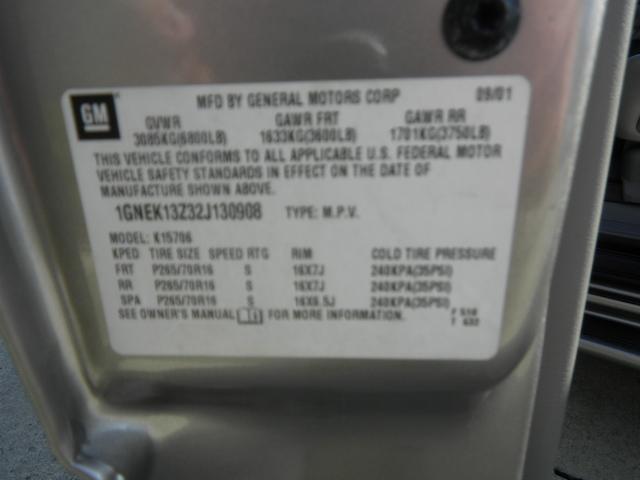 GM
MFD BY GENERAL MOTORS CORP 09/01
GVWR GAWR FRT GAWR RR
3085KG(6800LB) 1633KG(3600LB) 1701KG(3750LB)
THIS VEHICLE CONFORMS TO ALL APPLICABLE U.S. FEDERAL MOTOR
VEHICLE SAFETY STANDARDS IN EFFECT ON THE DATE OF
MANUFACTURE SHOWN ABOVE.
1GNEK13Z32J130908 TYPE: M.P.V.
MODEL: K15706
KPED TIRE SIZE SPEED RTG RIM COLD TIRE PRESSURE
FRT P265/70R16 S 16X7J 240KPA(35PSI)
RR P265/70R16 S 16X7J 240KPA(35PSI)
SPA P265/70R16 S 16X6.5J 240KPA(35PSI)
SEE OWNER'S MANUAL FOR MORE INFORMATION.